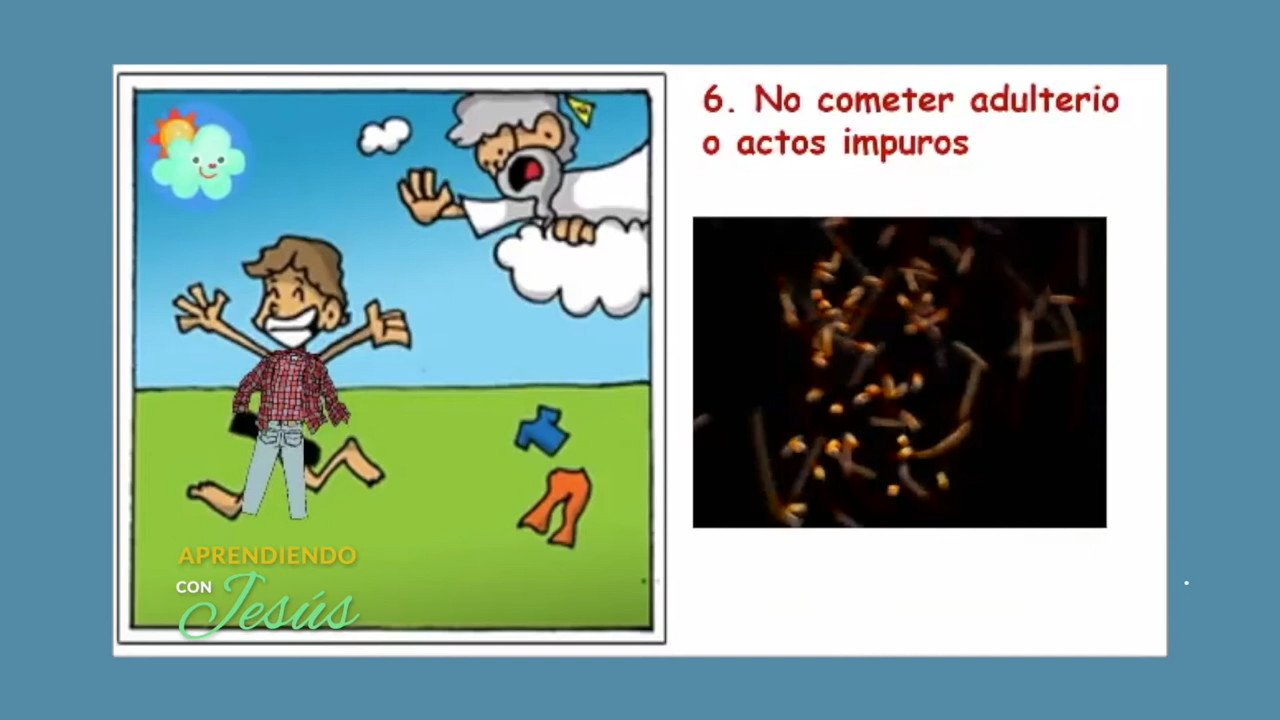 6. No cometer adulterio
o actos impuros
APRENDIENDO
CON
Jesús